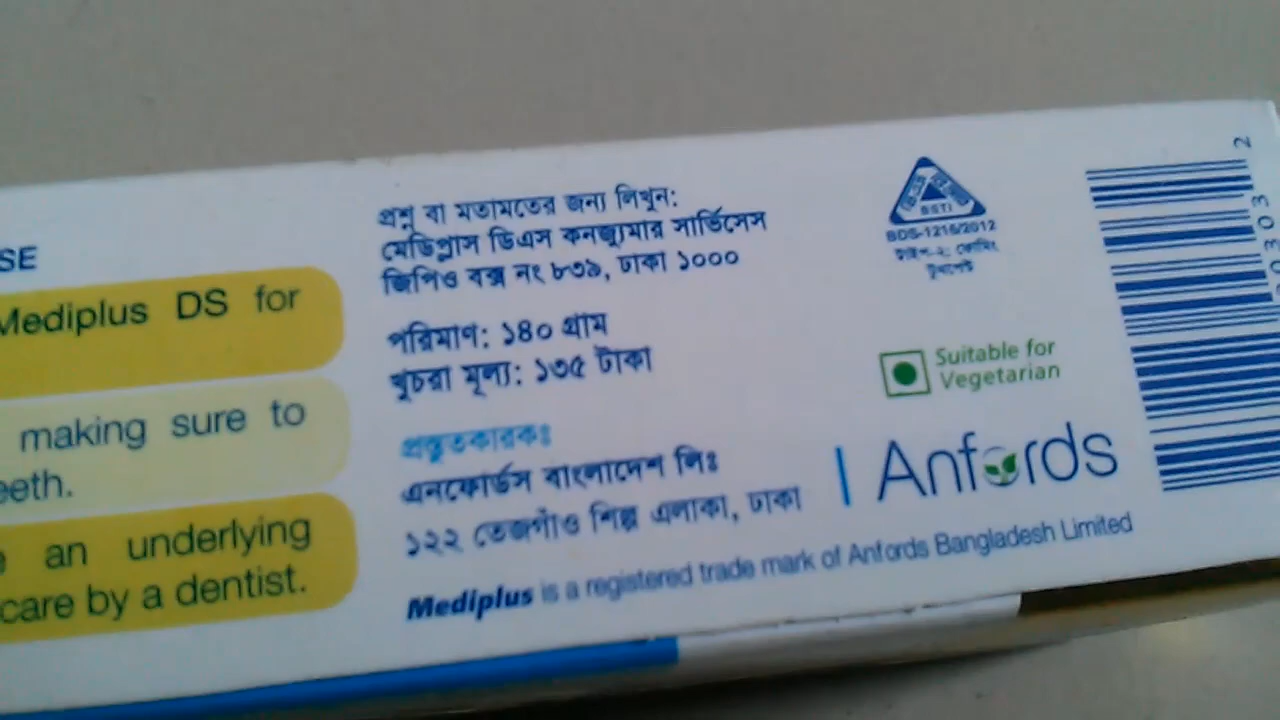 SE
Mediplus DS for
making sure to
eeth.
an underlying
care by a dentist.
প্রশ্ন বা মতামতের জন্য লিখুন:
মেডিপ্লাস ডিএস কনজ্যুমার সার্ভিসেস
জিপিও বক্স নং ৮৩৯, ঢাকা ১০০০
পরিমাণ: ১৪০ গ্রাম
খুচরা মূল্য: ১৩৫ টাকা
প্রস্তুতকারকঃ
এনফোর্ডস বাংলাদেশ লিঃ
১২২ তেজগাঁও শিল্প এলাকা, ঢাকা
Mediplus is a registered trade mark of Anfords Bangladesh Limited
BSTI
BDS-1216/2012
টুথপেস্ট
Suitable for
Vegetarian
Anfords